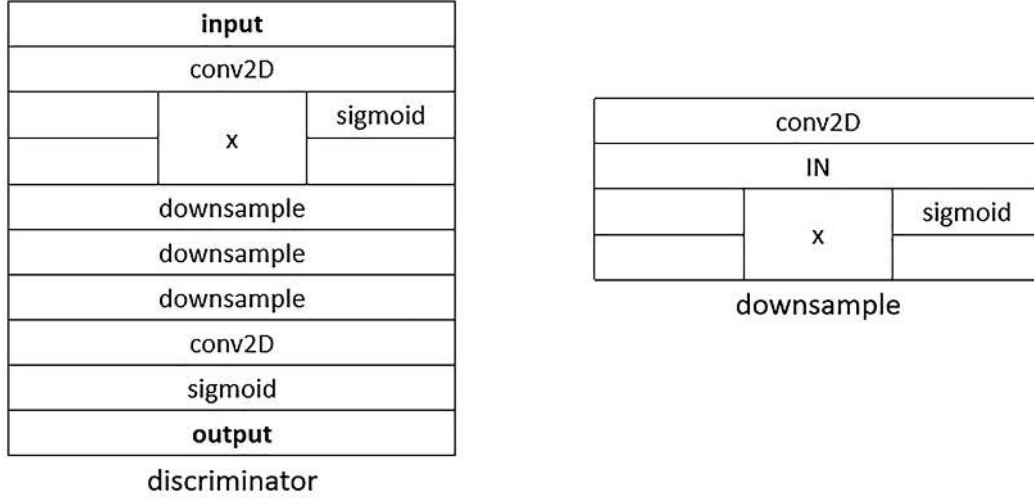 input
conv2D
sigmoid
x
downsample
downsample
downsample
conv2D
sigmoid
output
discriminator
conv2D
IN
sigmoid
x
downsample